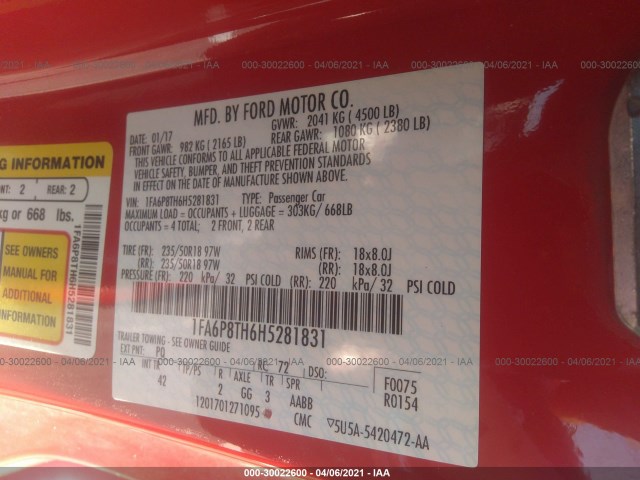 000-30022600 - 04/06/2021 - IAA
MFD. BY FORD MOTOR CO.
DATE: 01/17
GVWR: 2041 KG ( 4500 LB)
FRONT GAWR: 982 KG ( 2165 LB)
REAR GAWR: 1080 KG ( 2380 LB)
THIS VEHICLE CONFORMS TO ALL APPLICABLE FEDERAL MOTOR
VEHICLE SAFETY, BUMPER, AND THEFT PREVENTION STANDARDS
IN EFFECT ON THE DATE OF MANUFACTURE SHOWN ABOVE.
VIN: 1FA6P8TH6H5281831 TYPE: Passenger Car
MAXIMUM LOAD = OCCUPANTS + LUGGAGE = 303KG/ 668LB
OCCUPANTS = 4 TOTAL; 2 FRONT, 2 REAR
TIRE (FR): 235/50R18 97W RIMS (FR): 18x8.0J
(RR): 235/50R18 97W (RR): 18x8.0J
PRESSURE (FR): 220 kPa/ 32 PSI COLD (RR): 220 kPa/ 32 PSI COLD
1FA6P8TH6H5281831
TRAILER TOWING - SEE OWNER GUIDE
EXT PNT: PQ RC: 72 DSO:
INT TR TP/PS R AXLE TR SPR
42 2 GG 3 AABB
1201701271095 CMC
F0075
R0154
▽5U5A-5420472-AA
NG INFORMATION
ONT: 2 REAR: 2
kg or 668 lbs.
SEE OWNERS
MANUAL FOR
ADDITIONAL
INFORMATION
1FA6P8TH6H5281831